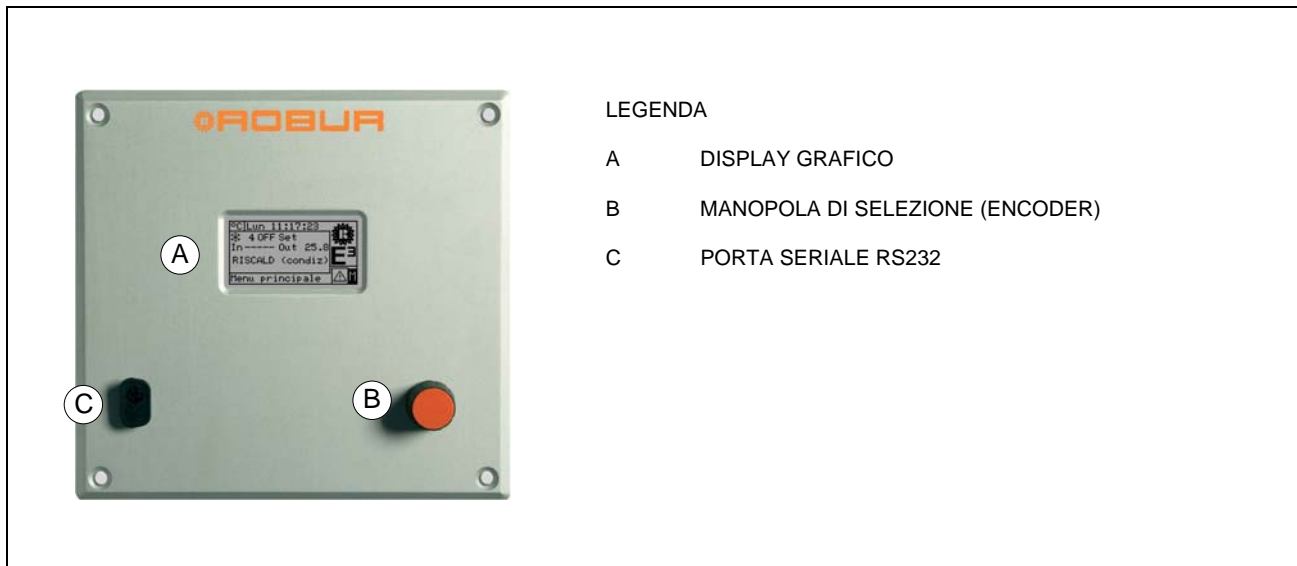 ROBUR
°C|Lun 11:17:23
4 OFF Set
In ----- Out 25.8
E³
RISCALD (condiz)
Menu principale
M
A
B
C
LEGENDA
A DISPLAY GRAFICO
B MANOPOLA DI SELEZIONE (ENCODER)
C PORTA SERIALE RS232